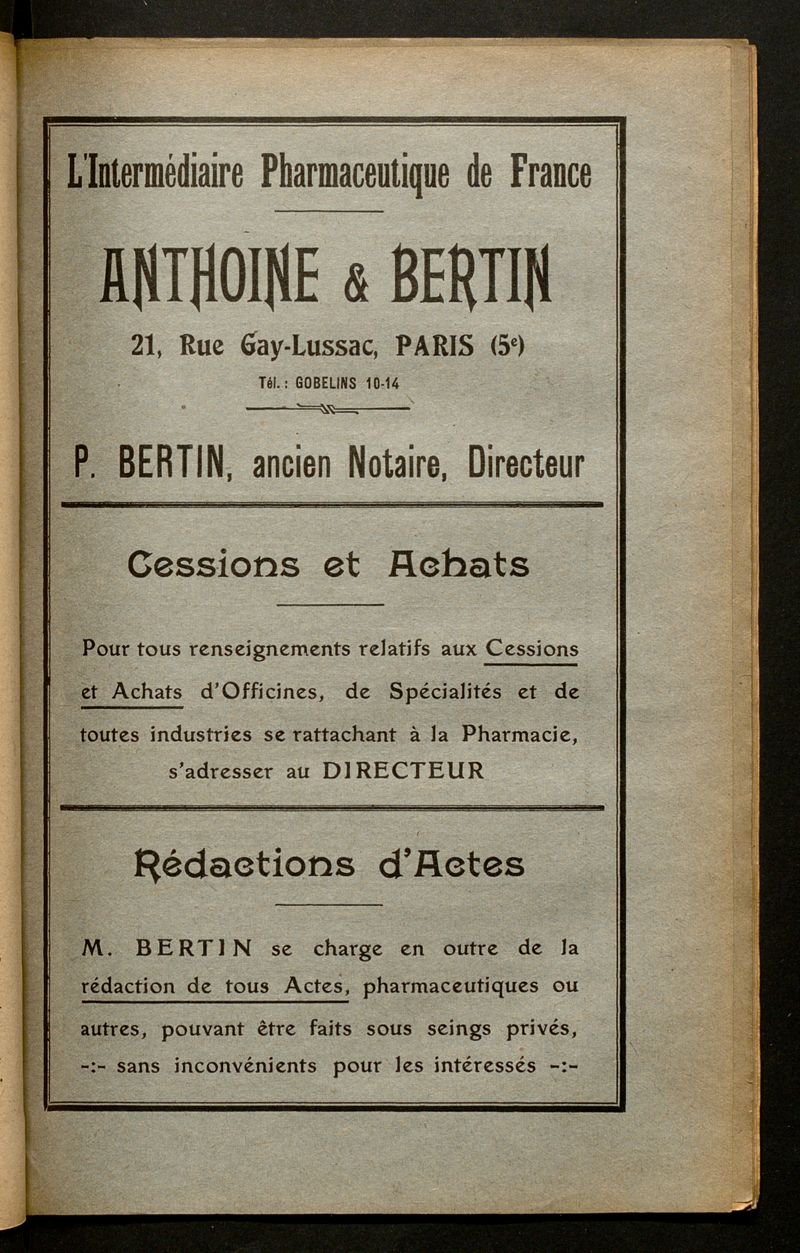 L'Intermédiaire Pharmaceutique de France
ANTHOINE & BERTIN
21, Rue Gay-Lussac, PARIS (5e)
Tél. : GOBELINS 10-14
P. BERTIN, ancien Notaire, Directeur
Cessions et Achats
Pour tous renseignements relatifs aux Cessions
et Achats d'Officines, de Spécialités et de
toutes industries se rattachant à la Pharmacie,
s'adresser au DIRECTEUR
Rédactions d'Actes
M. BERTIN se charge en outre de la
rédaction de tous Actes, pharmaceutiques ou
autres, pouvant être faits sous seings privés,
-:- sans inconvénients pour les intéressés -:-